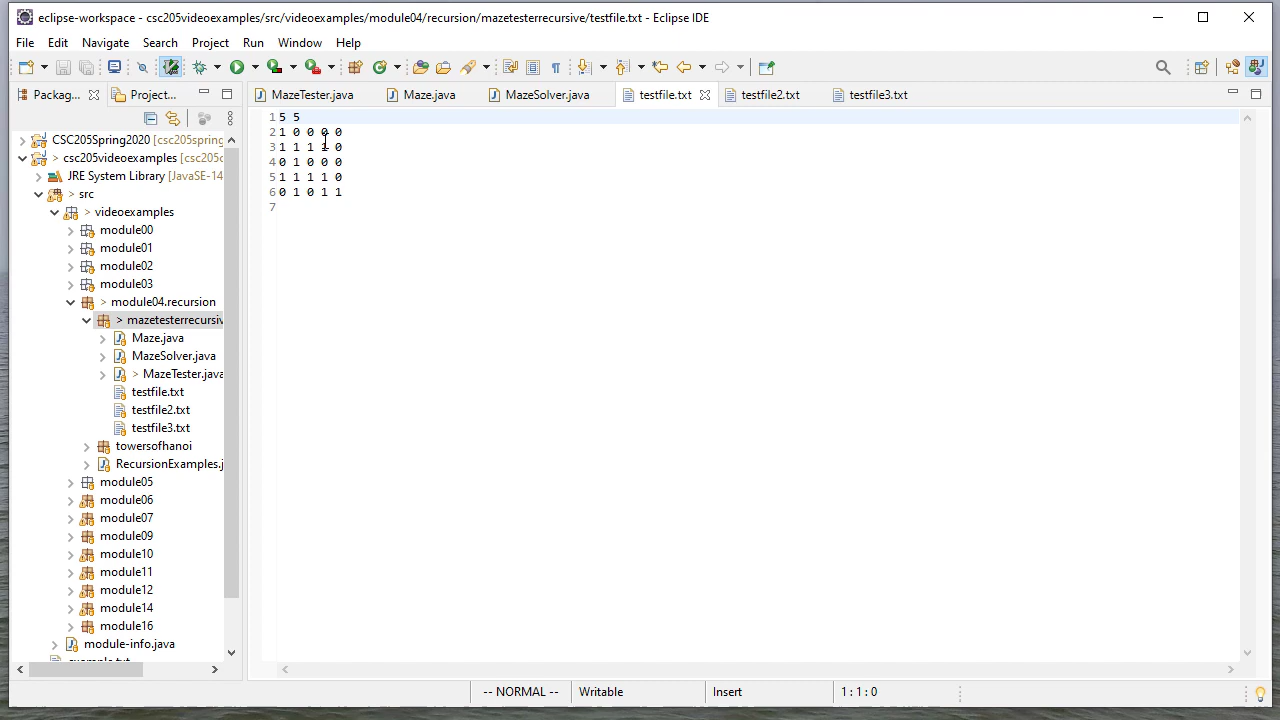 eclipse-workspace - csc205videoexamples/src/videoexamples/module04/recursion/mazetesterrecursive/testfile.txt - Eclipse IDE
File Edit Navigate Search Project Run Window Help
Packag... Project... MazeTester.java Maze.java MazeSolver.java testfile.txt testfile2.txt testfile3.txt
CSC205Spring2020 [csc205spring
> csc205videoexamples [csc205c
JRE System Library [JavaSE-14
> src
> videoexamples
module00
module01
module02
module03
> module04.recursion
> mazetesterrecursiv
Maze.java
MazeSolver.java
> MazeTester.java
testfile.txt
testfile2.txt
testfile3.txt
towersofhanoi
RecursionExamples.j
module05
module06
module07
module09
module10
module11
module12
module14
module16
module-info.java
example.txt
1 5 5
2 1 0 0 0 0
3 1 1 1 1 0
4 0 1 0 0 0
5 1 1 1 1 0
6 0 1 0 1 1
7
-- NORMAL -- Writable Insert 1 : 1 : 0